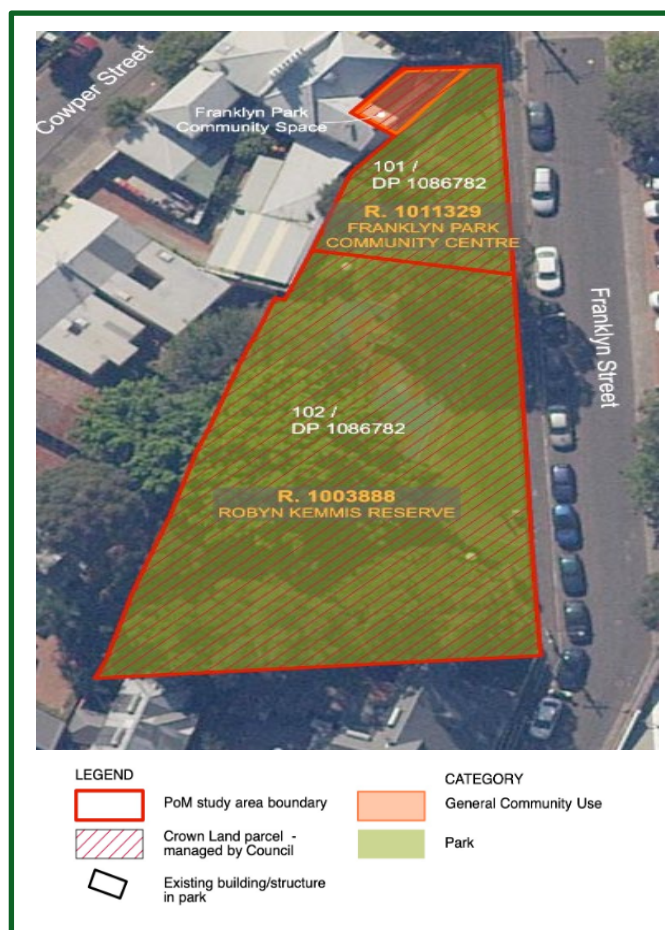 Cowper Street
Franklyn Park
Community Space
101 /
DP 1086782
R. 1011329
FRANKLYN PARK
COMMUNITY CENTRE
Franklyn Street
102 /
DP 1086782
R. 1003888
ROBYN KEMMIS RESERVE
LEGEND
PoM study area boundary
Crown Land parcel -
managed by Council
Existing building/structure
in park
CATEGORY
General Community Use
Park